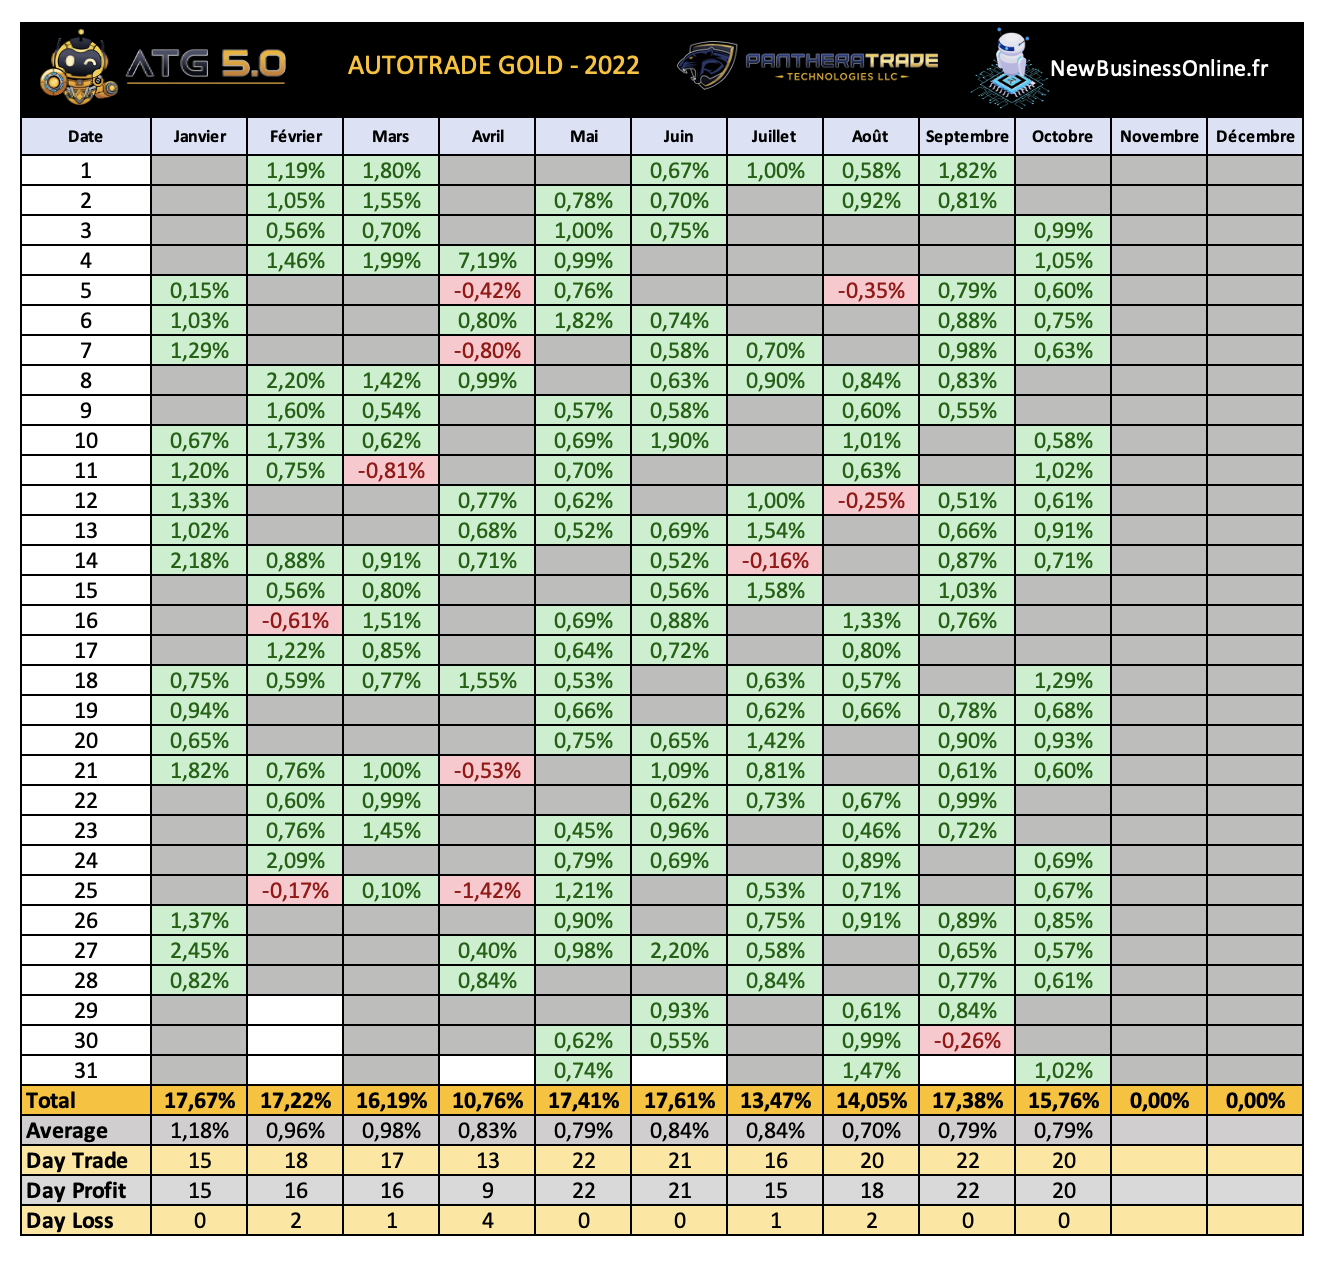 ATG 5.0 AUTOTRADE GOLD - 2022 PANTHERATRADE TECHNOLOGIES LLC NewBusinessOnline.fr
Date Janvier Février Mars Avril Mai Juin Juillet Août Septembre Octobre Novembre Décembre
1 1,19% 1,80% 0,67% 1,00% 0,58% 1,82%
2 1,05% 1,55% 0,78% 0,70% 0,92% 0,81%
3 0,56% 0,70% 1,00% 0,75% 0,99%
4 1,46% 1,99% 7,19% 0,99% 1,05%
5 0,15% -0,42% 0,76% -0,35% 0,79% 0,60%
6 1,03% 0,80% 1,82% 0,74% 0,88% 0,75%
7 1,29% -0,80% 0,58% 0,70% 0,98% 0,63%
8 2,20% 1,42% 0,99% 0,63% 0,90% 0,84% 0,83%
9 1,60% 0,54% 0,57% 0,58% 0,60% 0,55%
10 0,67% 1,73% 0,62% 0,69% 1,90% 1,01% 0,58%
11 1,20% 0,75% -0,81% 0,70% 0,63% 1,02%
12 1,33% 0,77% 0,62% 1,00% -0,25% 0,51% 0,61%
13 1,02% 0,68% 0,52% 0,69% 1,54% 0,66% 0,91%
14 2,18% 0,88% 0,91% 0,71% 0,52% -0,16% 0,87% 0,71%
15 0,56% 0,80% 0,56% 1,58% 1,03%
16 -0,61% 1,51% 0,69% 0,88% 1,33% 0,76%
17 1,22% 0,85% 0,64% 0,72% 0,80%
18 0,75% 0,59% 0,77% 1,55% 0,53% 0,63% 0,57% 1,29%
19 0,94% 0,66% 0,62% 0,66% 0,78% 0,68%
20 0,65% 0,75% 0,65% 1,42% 0,90% 0,93%
21 1,82% 0,76% 1,00% -0,53% 1,09% 0,81% 0,61% 0,60%
22 0,60% 0,99% 0,62% 0,73% 0,67% 0,99%
23 0,76% 1,45% 0,45% 0,96% 0,46% 0,72%
24 2,09% 0,79% 0,69% 0,89% 0,69%
25 -0,17% 0,10% -1,42% 1,21% 0,53% 0,71% 0,67%
26 1,37% 0,90% 0,75% 0,91% 0,89% 0,85%
27 2,45% 0,40% 0,98% 2,20% 0,58% 0,65% 0,57%
28 0,82% 0,84% 0,84% 0,77% 0,61%
29 0,93% 0,61% 0,84%
30 0,62% 0,55% 0,99% -0,26%
31 0,74% 1,47% 1,02%
Total 17,67% 17,22% 16,19% 10,76% 17,41% 17,61% 13,47% 14,05% 17,38% 15,76% 0,00% 0,00%
Average 1,18% 0,96% 0,98% 0,83% 0,79% 0,84% 0,84% 0,70% 0,79% 0,79%
Day Trade 15 18 17 13 22 21 16 20 22 20
Day Profit 15 16 16 9 22 21 15 18 22 20
Day Loss 0 2 1 4 0 0 1 2 0 0